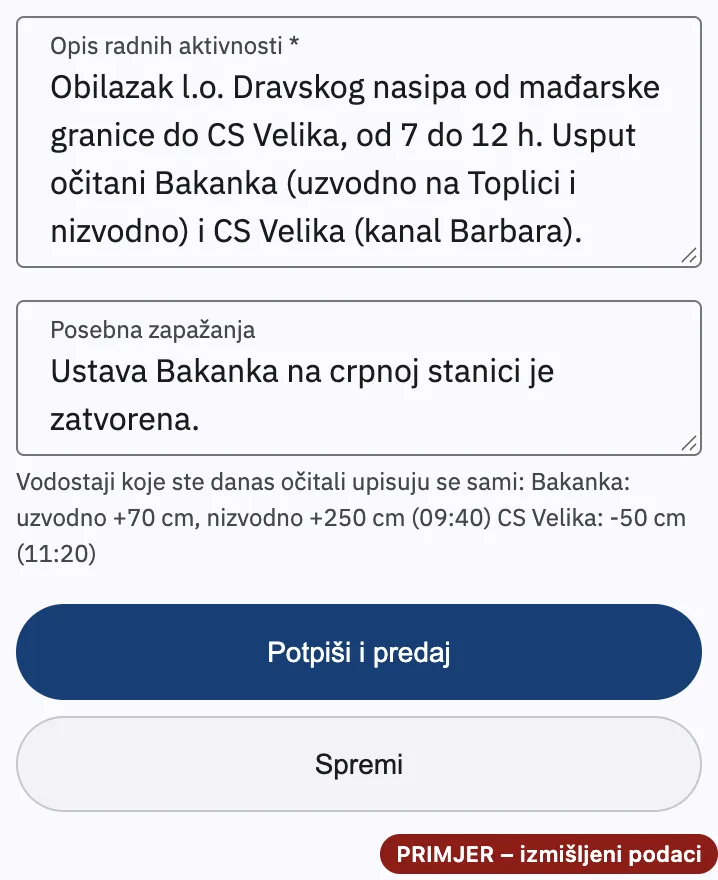 Opis radnih aktivnosti *
Obilazak l.o. Dravskog nasipa od mađarske
granice do CS Velika, od 7 do 12 h. Usput
očitani Bakanka (uzvodno na Toplici i
nizvodno) i CS Velika (kanal Barbara).
Posebna zapažanja
Ustava Bakanka na crpnoj stanici je
zatvorena.
Vodostaji koje ste danas očitali upisuju se sami: Bakanka:
uzvodno +70 cm, nizvodno +250 cm (09:40) CS Velika: -50 cm
(11:20)
Potpiši i predaj
Spremi
PRIMJER – izmišljeni podaci